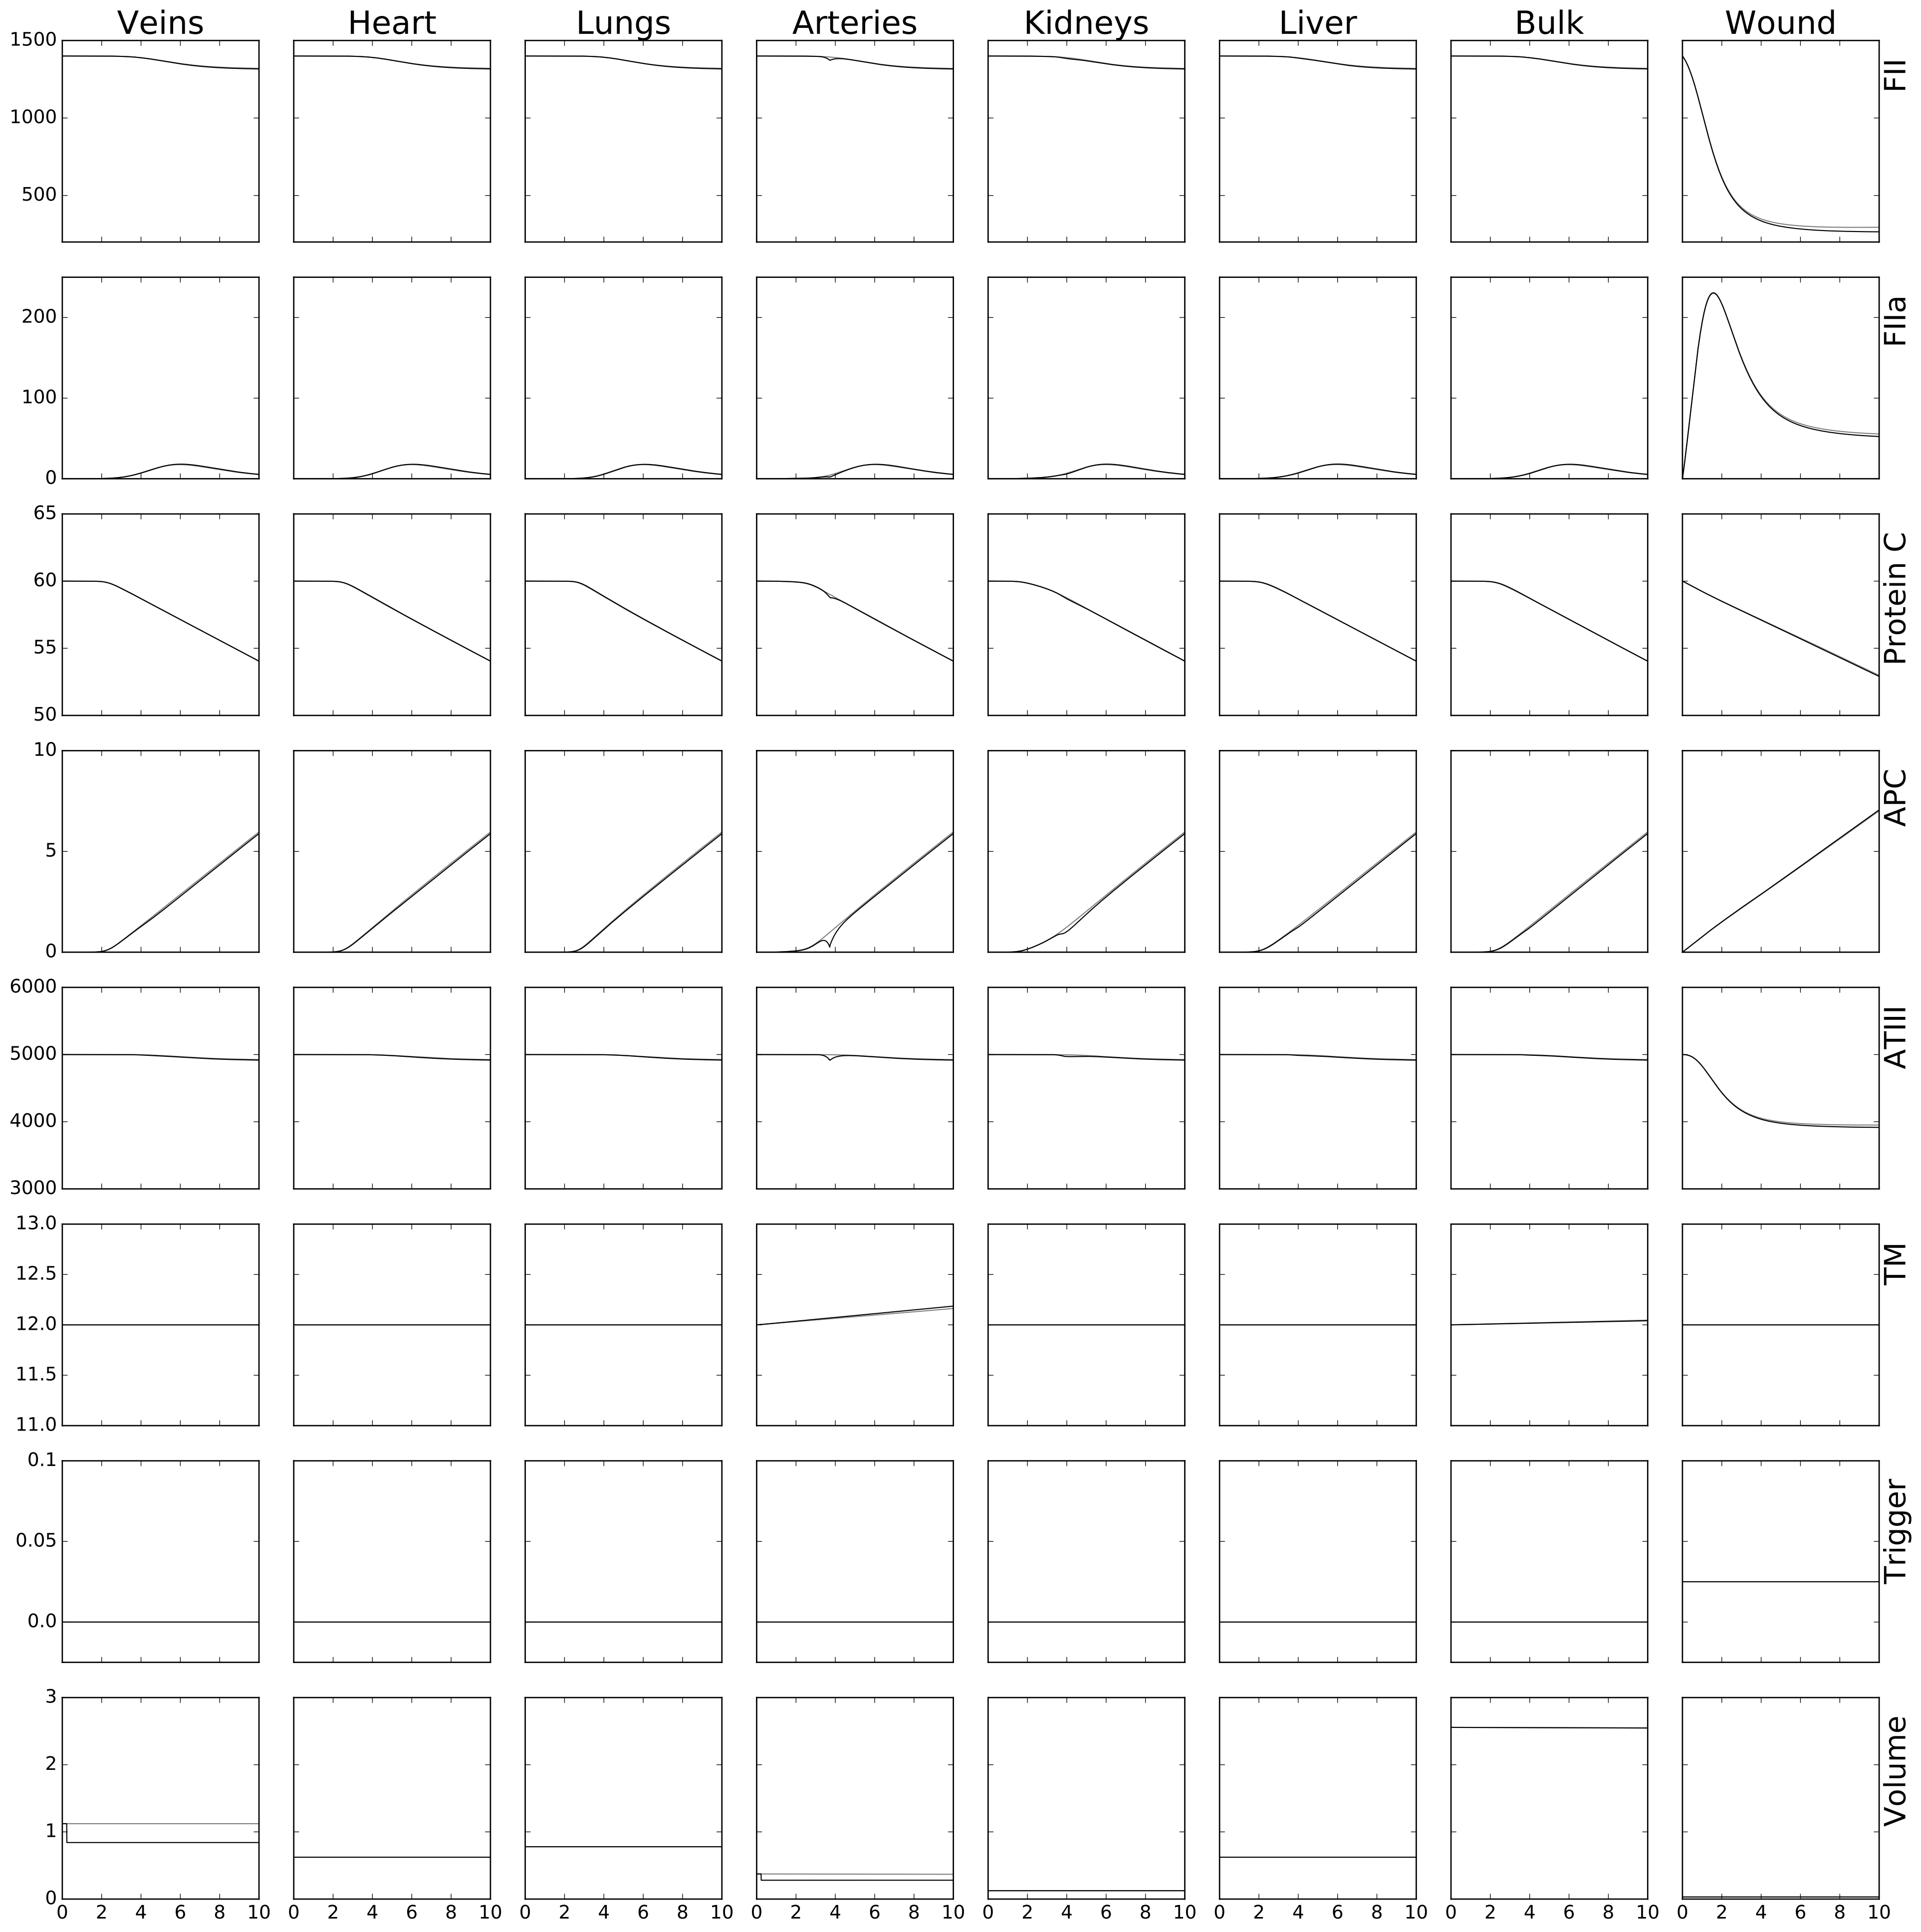 Veins Heart Lungs Arteries Kidneys Liver Bulk Wound
1500
1000
500
FII
200
100
0
FIIa
65
60
55
50
Protein C
10
5
0
APC
6000
5000
4000
3000
ATIII
13.0
12.5
12.0
11.5
11.0
TM
0.1
0.05
0.0
Trigger
3
2
1
0
Volume
0 2 4 6 8 10 0 2 4 6 8 10 0 2 4 6 8 10 0 2 4 6 8 10 0 2 4 6 8 10 0 2 4 6 8 10 0 2 4 6 8 10 0 2 4 6 8 10